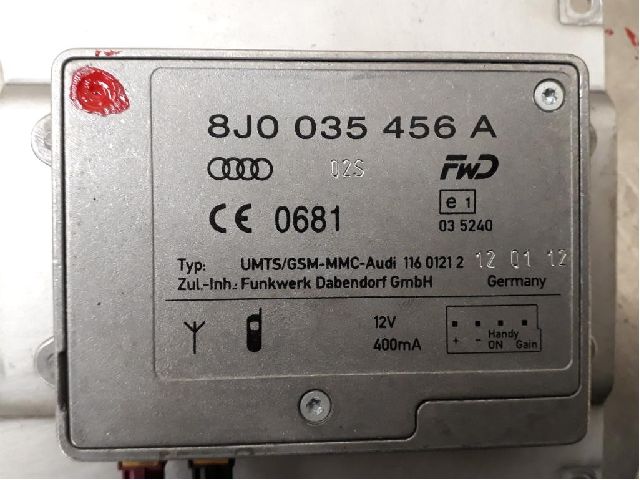 8J0 035 456 A
02S FWD
CE 0681 e 1
03 5240
Typ: UMTS/GSM-MMC-Audi 116 0121 2 12 01 12
Zul.-Inh.: Funkwerk Dabendorf GmbH Germany
12V
400mA
+ - Handy ON Gain